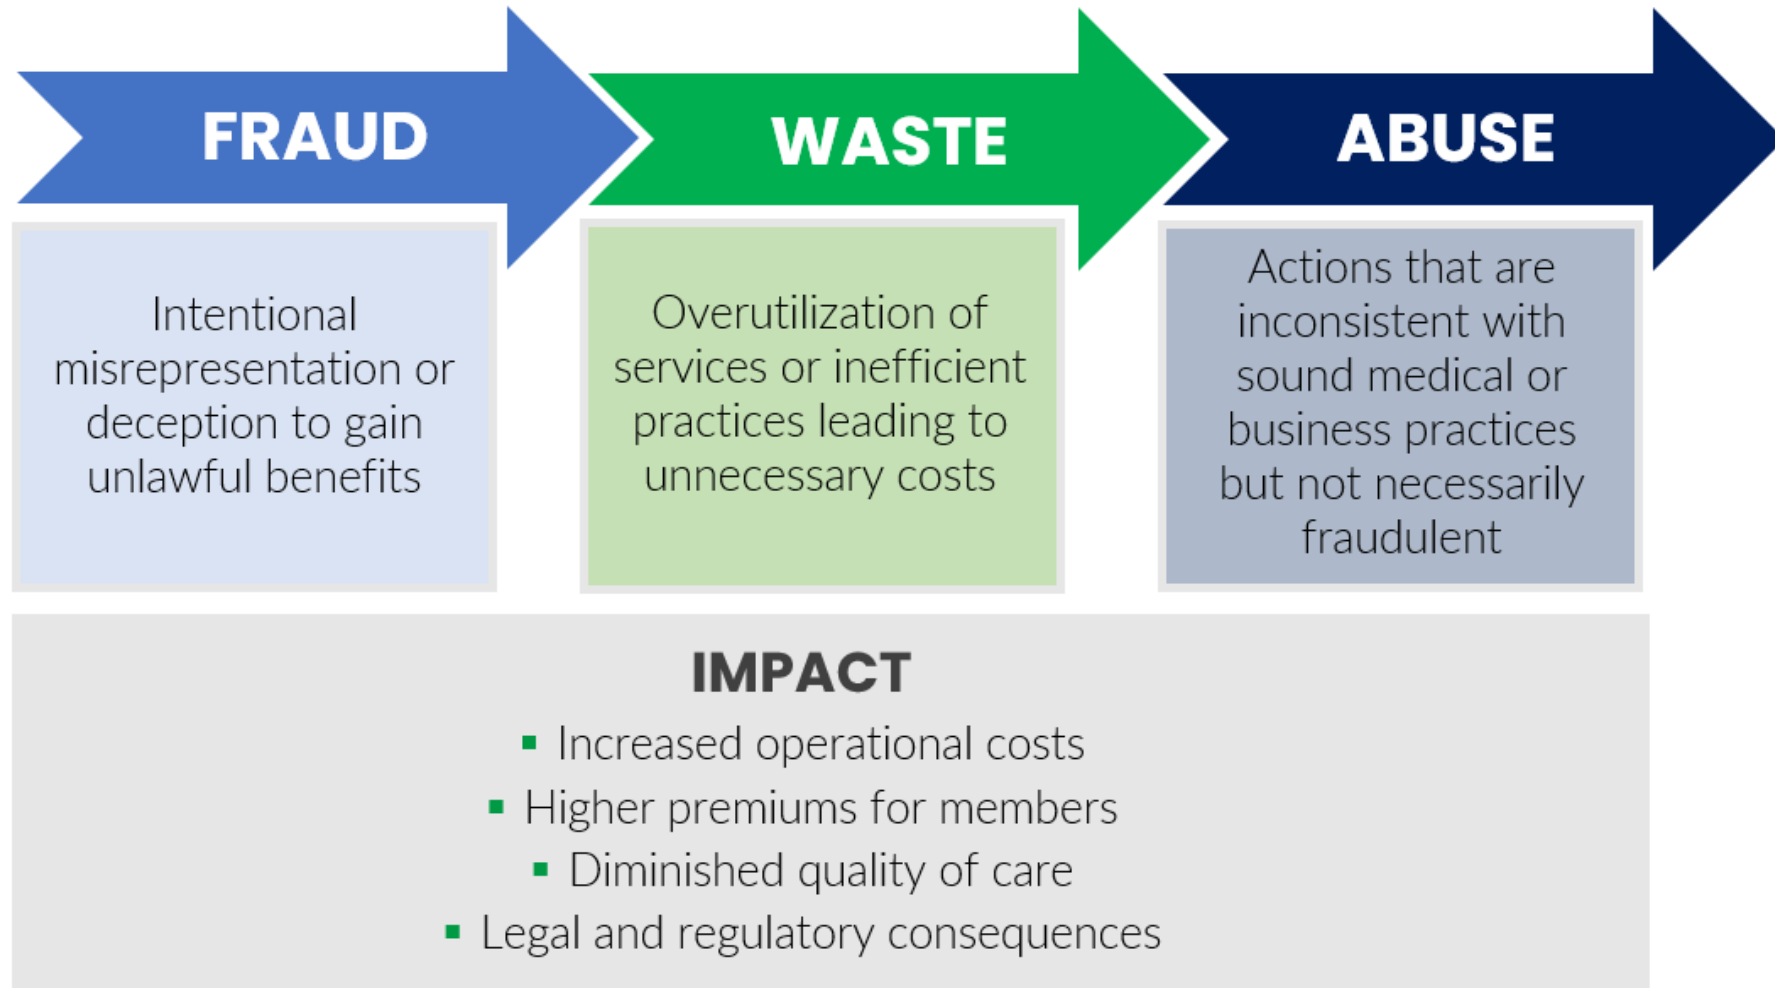 FRAUD
Intentional
misrepresentation or
deception to gain
unlawful benefits
WASTE
Overutilization of
services or inefficient
practices leading to
unnecessary costs
ABUSE
Actions that are
inconsistent with
sound medical or
business practices
but not necessarily
fraudulent
IMPACT
▪ Increased operational costs
▪ Higher premiums for members
▪ Diminished quality of care
▪ Legal and regulatory consequences